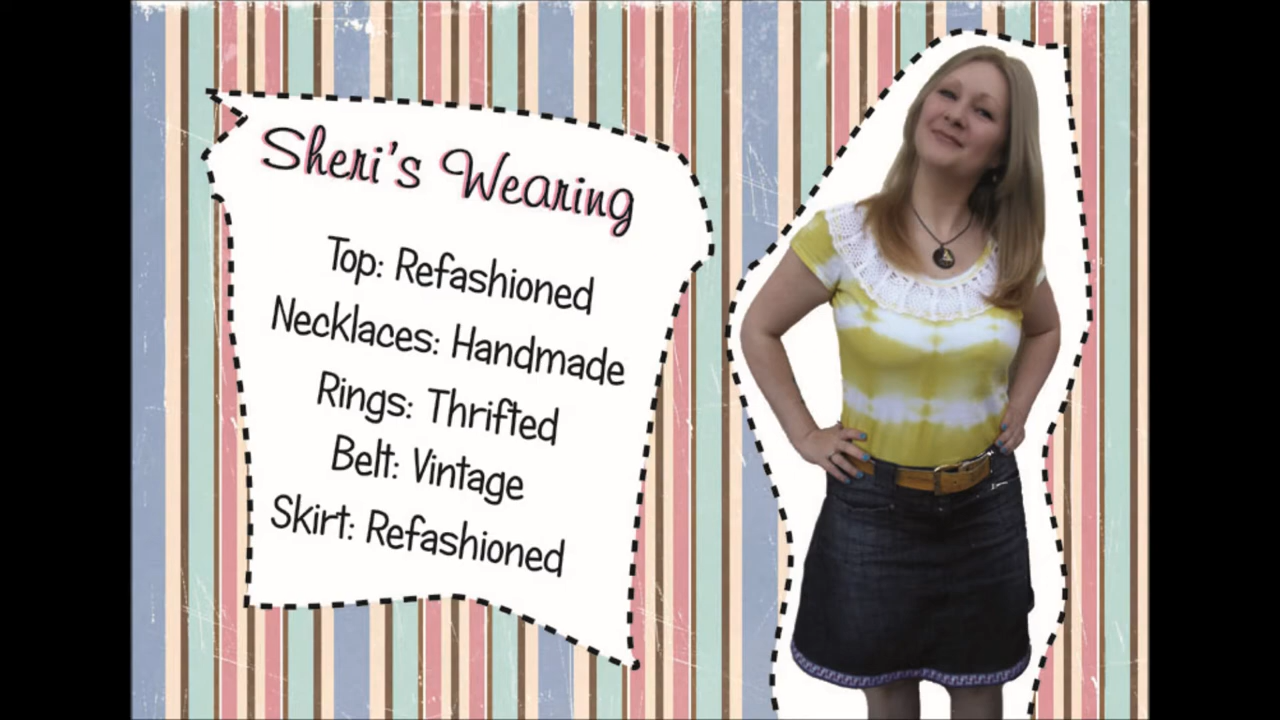 Sheri's Wearing
Top: Refashioned
Necklaces: Handmade
Rings: Thrifted
Belt: Vintage
Skirt: Refashioned